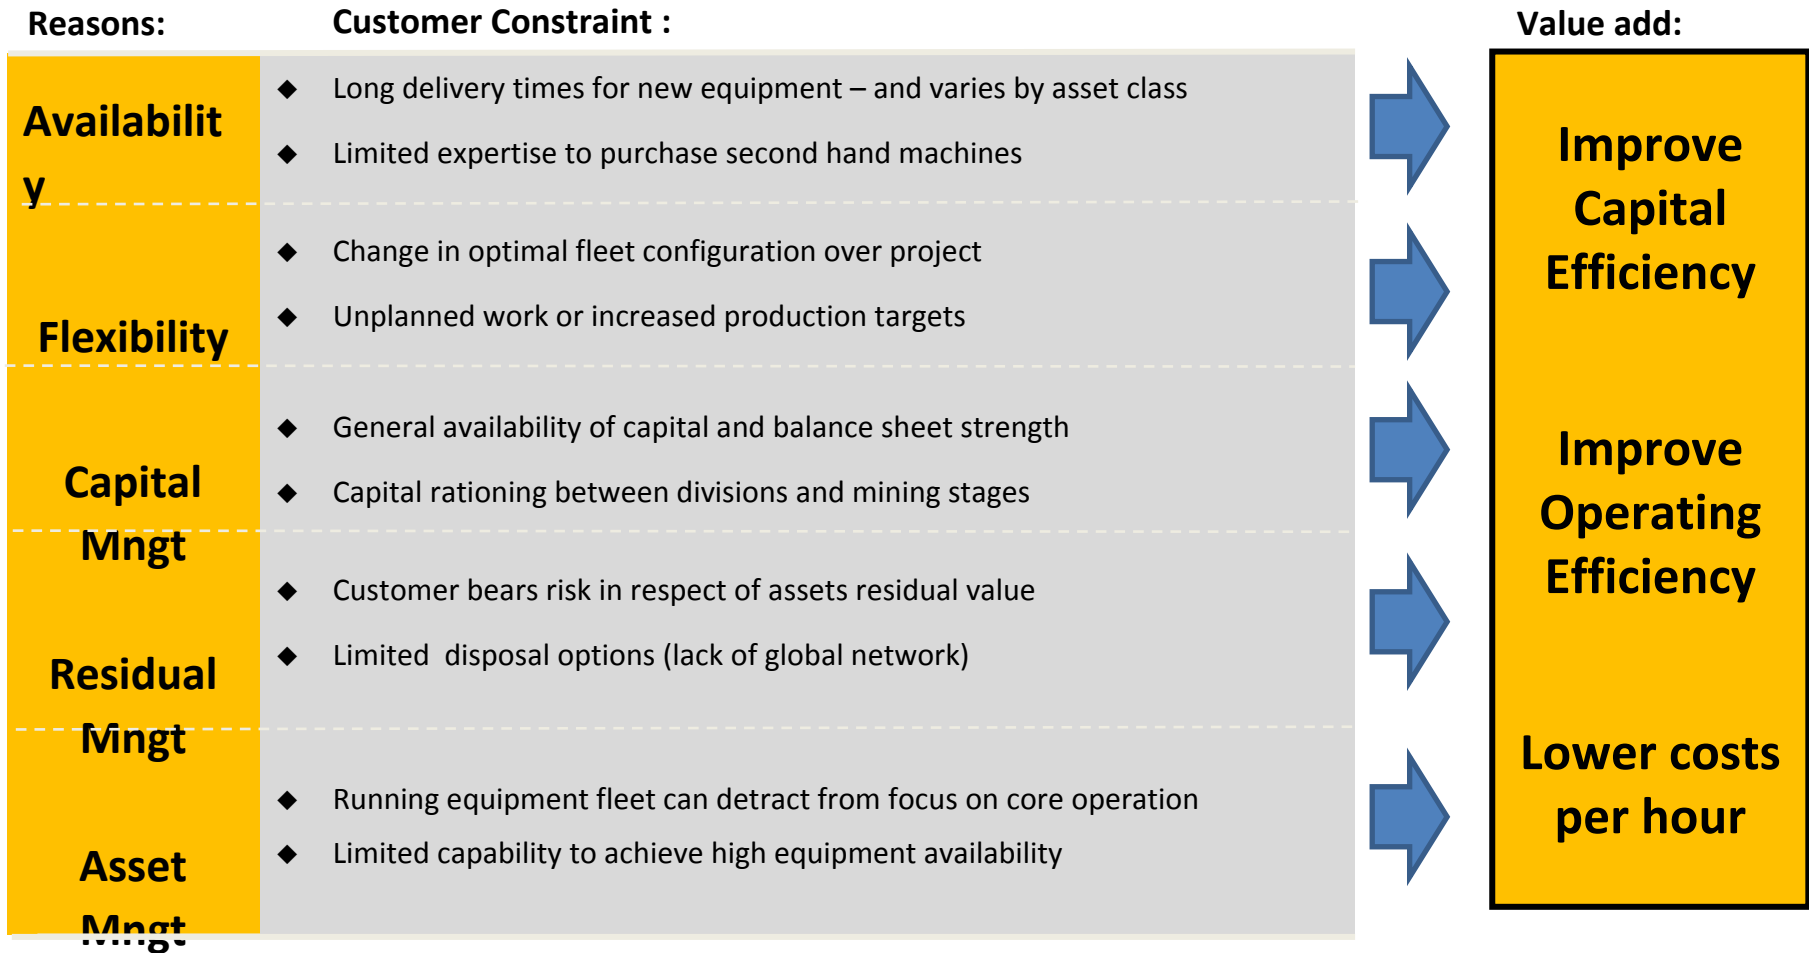 Reasons:
Customer Constraint :
Value add:
Availabilit
y
◆ Long delivery times for new equipment – and varies by asset class
◆ Limited expertise to purchase second hand machines
Flexibility
◆ Change in optimal fleet configuration over project
◆ Unplanned work or increased production targets
Capital
Mngt
◆ General availability of capital and balance sheet strength
◆ Capital rationing between divisions and mining stages
Residual
Mngt
◆ Customer bears risk in respect of assets residual value
◆ Limited  disposal options (lack of global network)
Asset
Mngt
◆ Running equipment fleet can detract from focus on core operation
◆ Limited capability to achieve high equipment availability
Improve
Capital
Efficiency
Improve
Operating
Efficiency
Lower costs
per hour